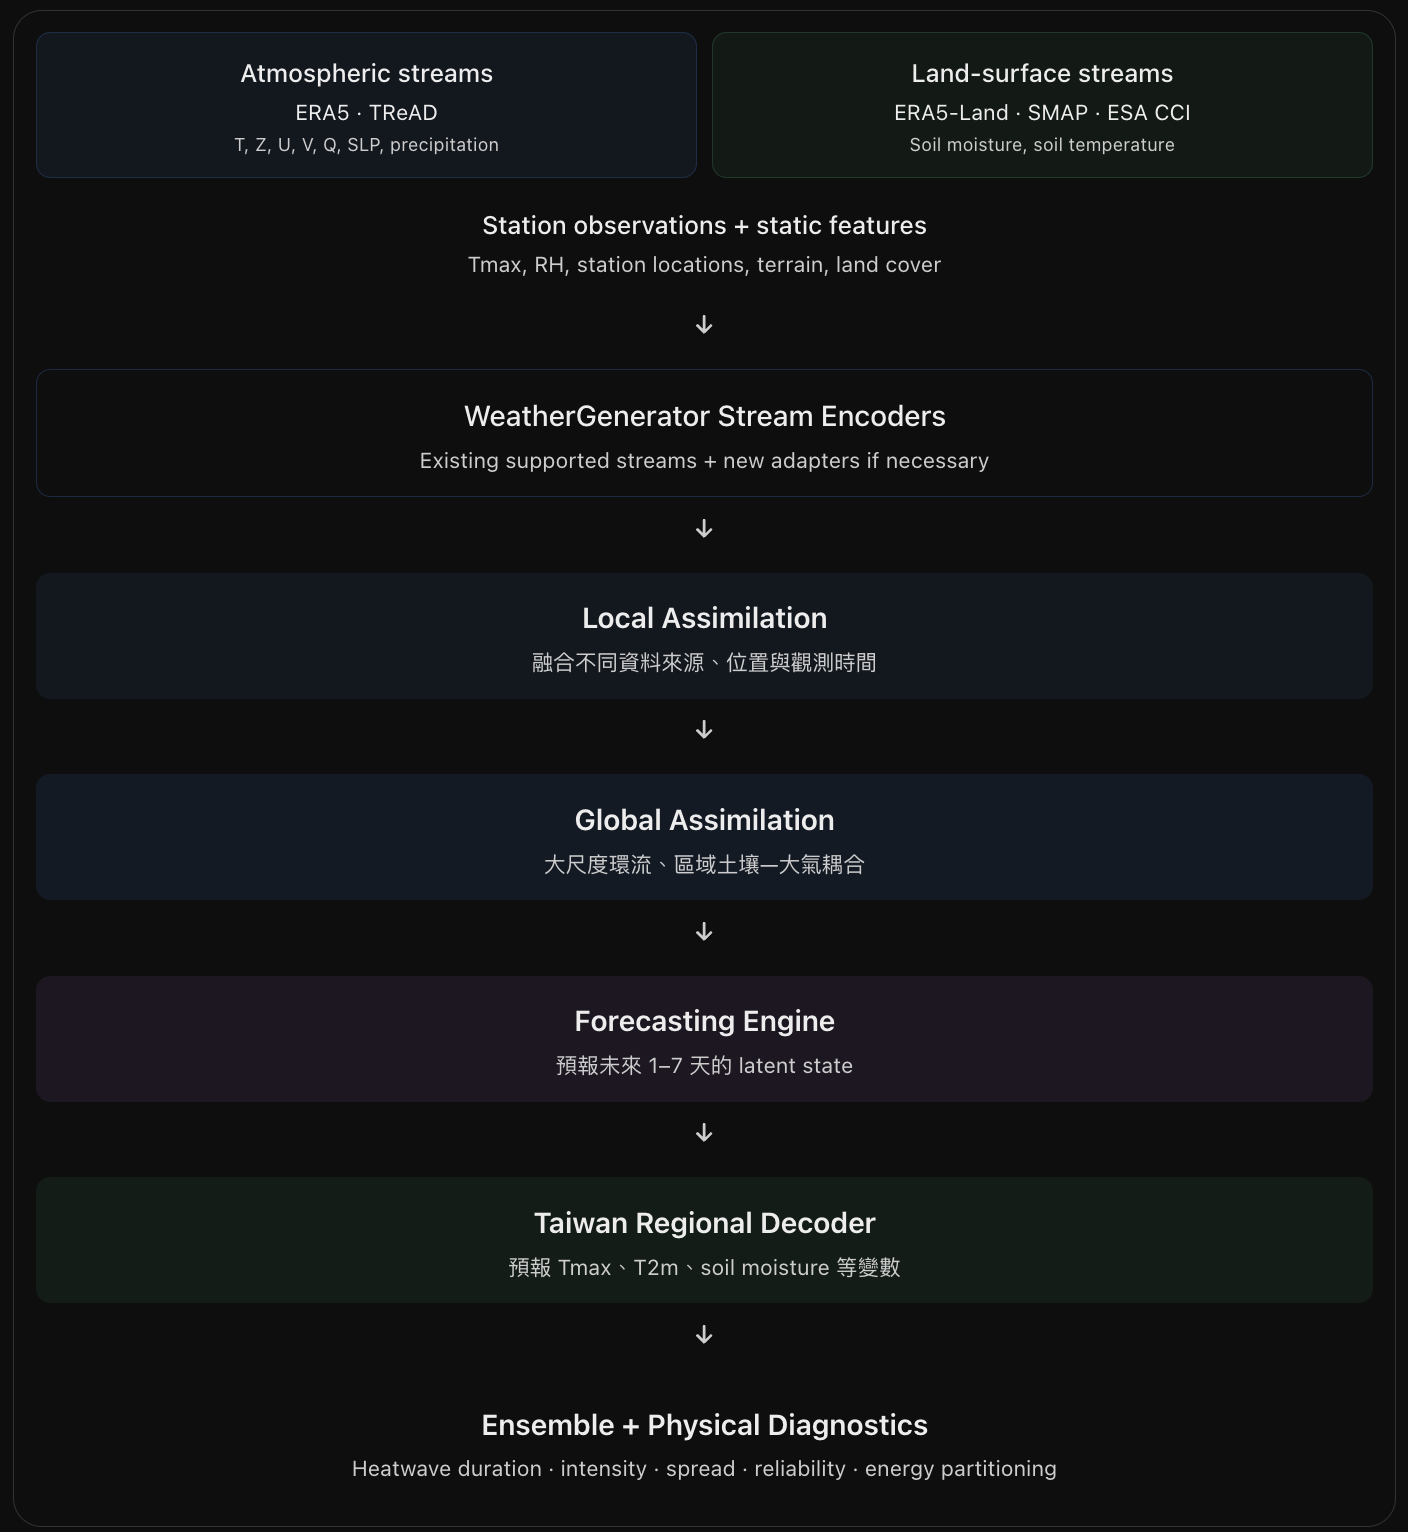 Atmospheric streams
ERA5 · TReAD
T, Z, U, V, Q, SLP, precipitation
Land-surface streams
ERA5-Land · SMAP · ESA CCI
Soil moisture, soil temperature
Station observations + static features
Tmax, RH, station locations, terrain, land cover
↓
WeatherGenerator Stream Encoders
Existing supported streams + new adapters if necessary
↓
Local Assimilation
融合不同資料來源、位置與觀測時間
↓
Global Assimilation
大尺度環流、區域土壤—大氣耦合
↓
Forecasting Engine
預報未來 1–7 天的 latent state
↓
Taiwan Regional Decoder
預報 Tmax、T2m、soil moisture 等變數
↓
Ensemble + Physical Diagnostics
Heatwave duration · intensity · spread · reliability · energy partitioning